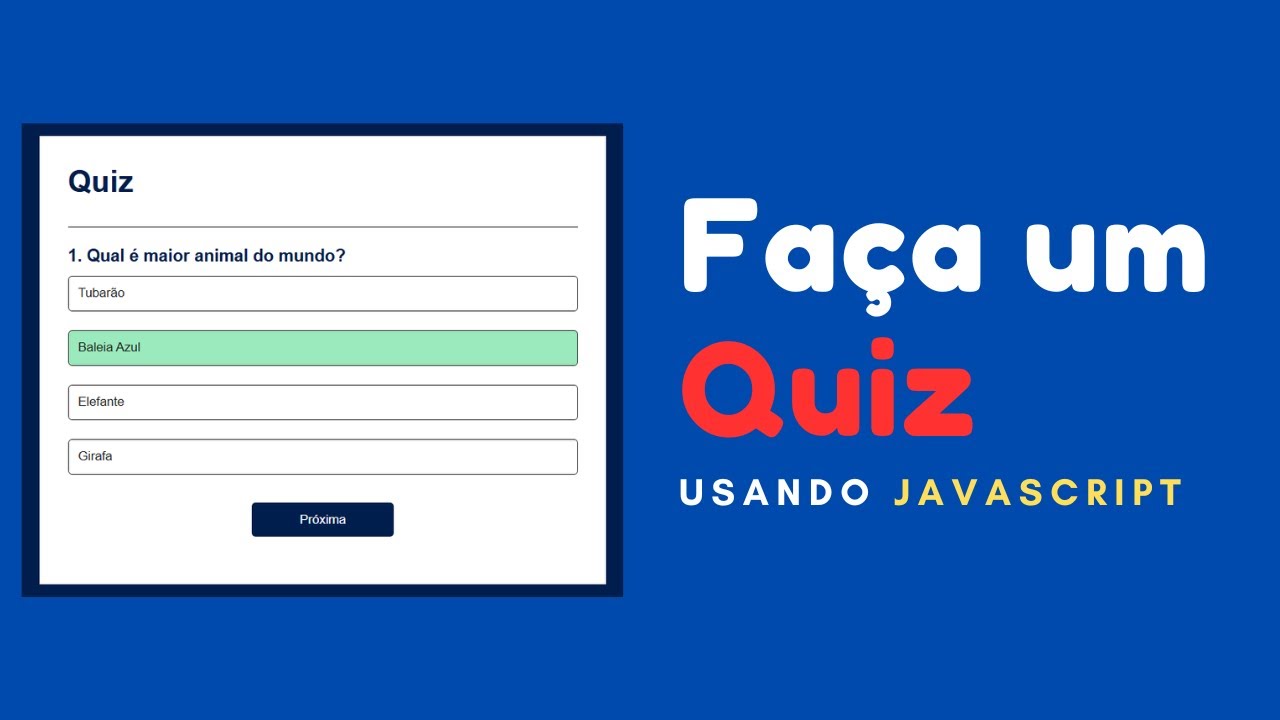 Quiz
1. Qual é maior animal do mundo?
Tubarão
Baleia Azul
Elefante
Girafa
Próxima
Faça um
Quiz
USANDO JAVASCRIPT